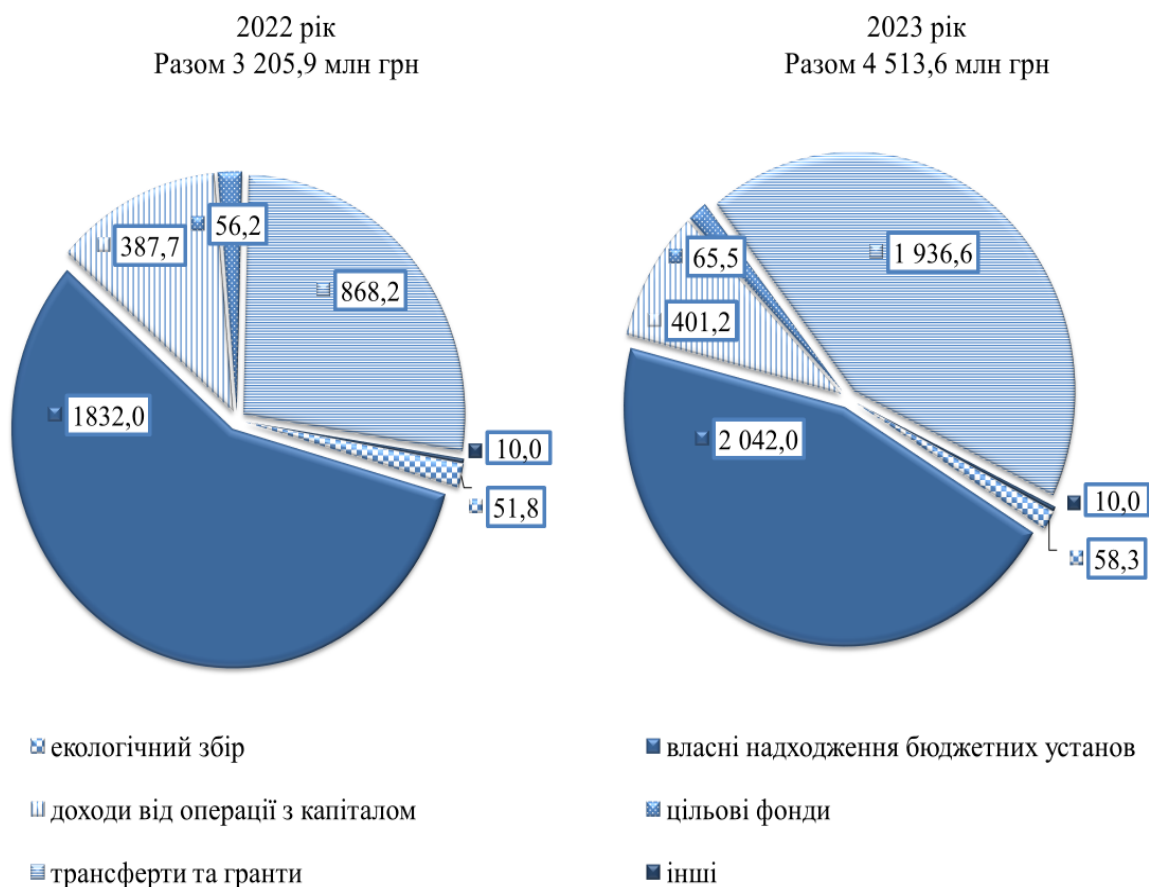 2022 рік
Разом 3 205,9 млн грн
2023 рік
Разом 4 513,6 млн грн
387,7
56,2
868,2
1832,0
10,0
51,8
65,5
1 936,6
401,2
2 042,0
10,0
58,3
екологічний збір
власні надходження бюджетних установ
доходи від операції з капіталом
цільові фонди
трансферти та гранти
інші